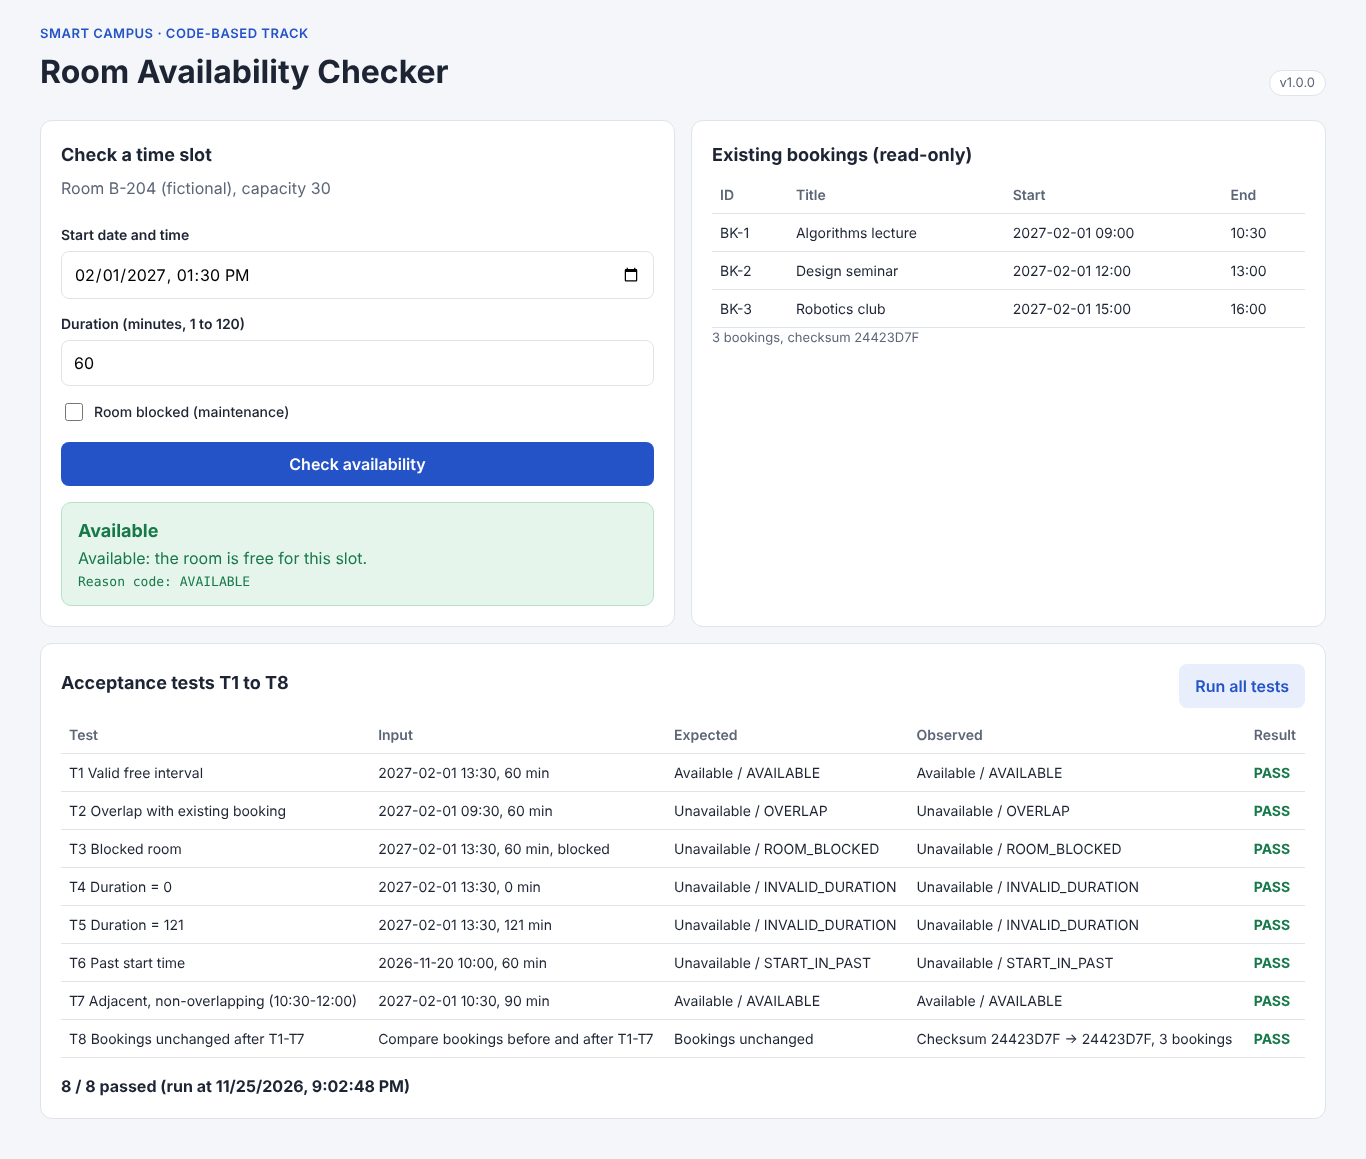 SMART CAMPUS · CODE-BASED TRACK
Room Availability Checker
v1.0.0
Check a time slot
Room B-204 (fictional), capacity 30
Start date and time
02/01/2027, 01:30 PM
Duration (minutes, 1 to 120)
60
Room blocked (maintenance)
Check availability
Available
Available: the room is free for this slot.
Reason code: AVAILABLE
Existing bookings (read-only)
ID Title Start End
BK-1 Algorithms lecture 2027-02-01 09:00 10:30
BK-2 Design seminar 2027-02-01 12:00 13:00
BK-3 Robotics club 2027-02-01 15:00 16:00
3 bookings, checksum 24423D7F
Acceptance tests T1 to T8
Run all tests
Test Input Expected Observed Result
T1 Valid free interval 2027-02-01 13:30, 60 min Available / AVAILABLE Available / AVAILABLE PASS
T2 Overlap with existing booking 2027-02-01 09:30, 60 min Unavailable / OVERLAP Unavailable / OVERLAP PASS
T3 Blocked room 2027-02-01 13:30, 60 min, blocked Unavailable / ROOM_BLOCKED Unavailable / ROOM_BLOCKED PASS
T4 Duration = 0 2027-02-01 13:30, 0 min Unavailable / INVALID_DURATION Unavailable / INVALID_DURATION PASS
T5 Duration = 121 2027-02-01 13:30, 121 min Unavailable / INVALID_DURATION Unavailable / INVALID_DURATION PASS
T6 Past start time 2026-11-20 10:00, 60 min Unavailable / START_IN_PAST Unavailable / START_IN_PAST PASS
T7 Adjacent, non-overlapping (10:30-12:00) 2027-02-01 10:30, 90 min Available / AVAILABLE Available / AVAILABLE PASS
T8 Bookings unchanged after T1-T7 Compare bookings before and after T1-T7 Bookings unchanged Checksum 24423D7F → 24423D7F, 3 bookings PASS
8 / 8 passed (run at 11/25/2026, 9:02:48 PM)